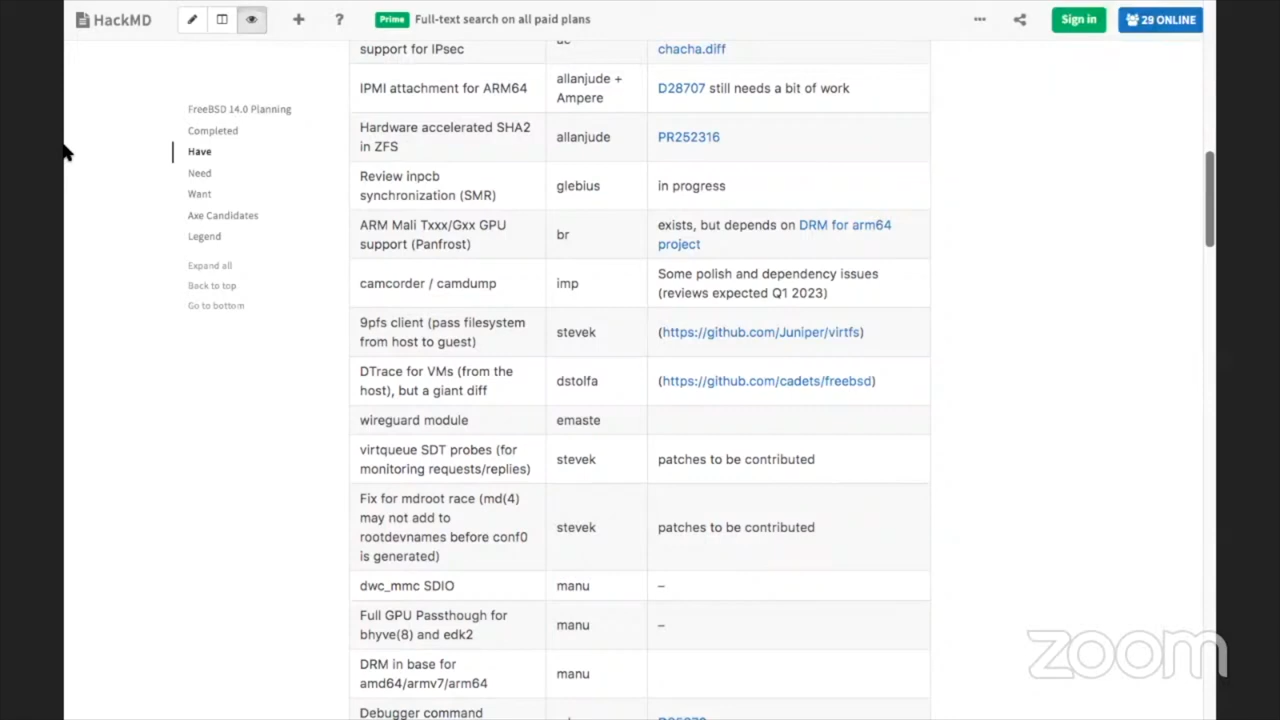 HackMD
Prime Full-text search on all paid plans
Sign in
29 ONLINE
FreeBSD 14.0 Planning
Completed
Have
Need
Want
Axe Candidates
Legend
Expand all
Back to top
Go to bottom
support for IPsec
chacha.diff
IPMI attachment for ARM64
allanjude +
Ampere
D28707 still needs a bit of work
Hardware accelerated SHA2
in ZFS
allanjude
PR252316
Review inpcb
synchronization (SMR)
glebius
in progress
ARM Mali Txxx/Gxx GPU
support (Panfrost)
br
exists, but depends on DRM for arm64
project
camcorder / camdump
imp
Some polish and dependency issues
(reviews expected Q1 2023)
9pfs client (pass filesystem
from host to guest)
stevek
(https://github.com/Juniper/virtfs)
DTrace for VMs (from the
host), but a giant diff
dstolfa
(https://github.com/cadets/freebsd)
wireguard module
emaste
virtqueue SDT probes (for
monitoring requests/replies)
stevek
patches to be contributed
Fix for mdroot race (md(4)
may not add to
rootdevnames before conf0
is generated)
stevek
patches to be contributed
dwc_mmc SDIO
manu
–
Full GPU Passthough for
bhyve(8) and edk2
manu
–
DRM in base for
amd64/armv7/arm64
manu
Debugger command
zoom